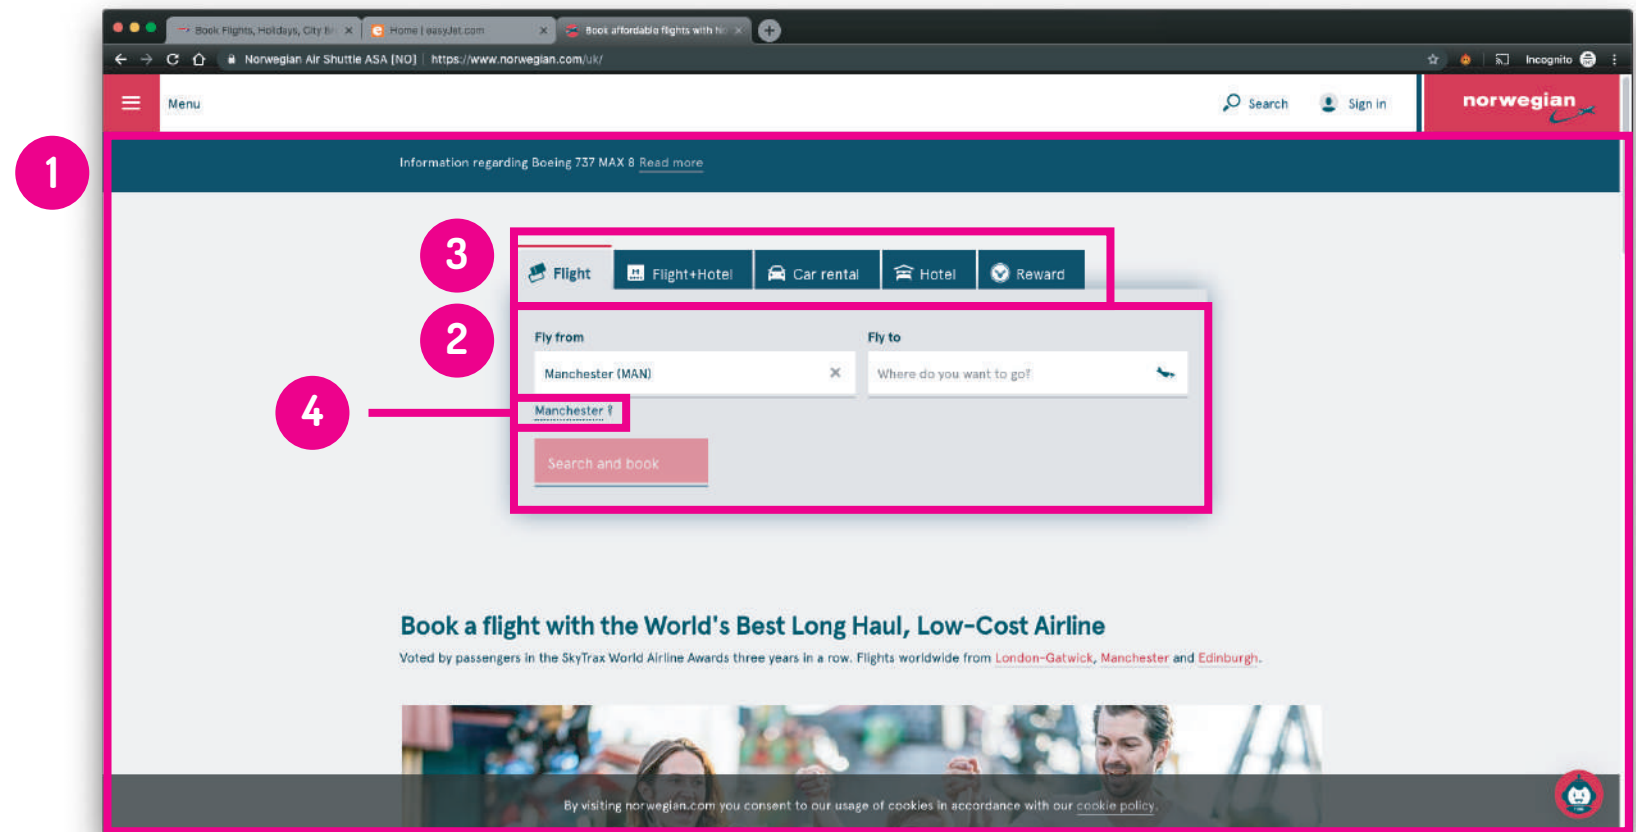 Book Flights, Holidays, City
Home | easyJet.com
Book affordable flights with
Norwegian Air Shuttle ASA [NO] | https://www.norwegian.com/uk/
Incognito
Menu
Search
Sign in
norwegian
1
Information regarding Boeing 737 MAX 8 Read more
3
Flight
Flight+Hotel
Car rental
Hotel
Reward
2
Fly from
Fly to
Manchester (MAN)
Where do you want to go?
4
Manchester
Search and book
Book a flight with the World's Best Long Haul, Low-Cost Airline
Voted by passengers in the SkyTrax World Airline Awards three years in a row. Flights worldwide from London-Gatwick, Manchester and Edinburgh.
By visiting norwegian.com you consent to our usage of cookies in accordance with our cookie policy.